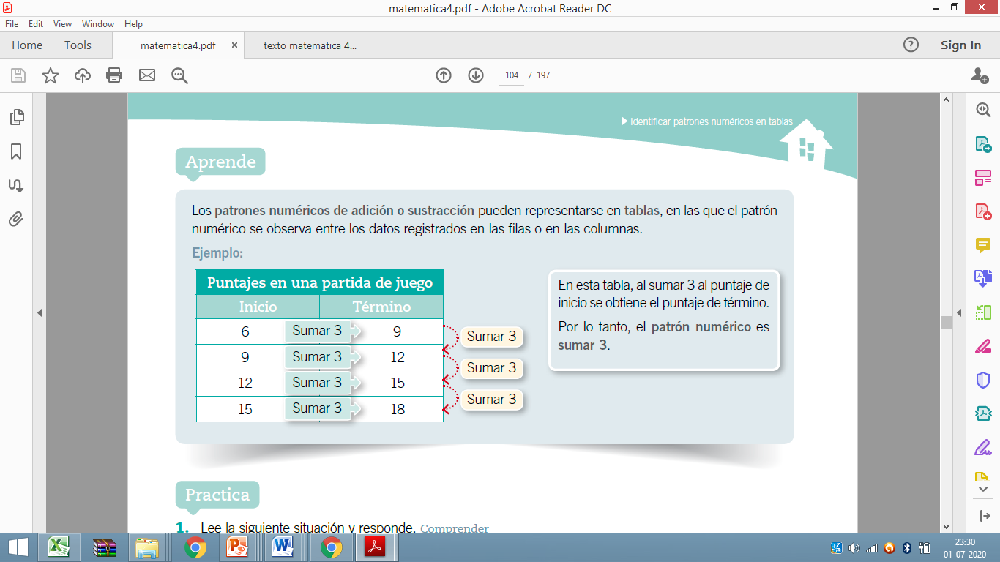 matematica4.pdf - Adobe Acrobat Reader DC
File Edit View Window Help
Home Tools matematica4.pdf × texto matematica 4... ? Sign In
104 / 197
Identificar patrones numéricos en tablas
Aprende
Los patrones numéricos de adición o sustracción pueden representarse en tablas, en las que el patrón
numérico se observa entre los datos registrados en las filas o en las columnas.
Ejemplo:
Puntajes en una partida de juego
Inicio Término
6 Sumar 3 9
9 Sumar 3 12
12 Sumar 3 15
15 Sumar 3 18
Sumar 3
Sumar 3
Sumar 3
En esta tabla, al sumar 3 al puntaje de
inicio se obtiene el puntaje de término.
Por lo tanto, el patrón numérico es
sumar 3.
Practica
1. Lee la siguiente situación y responde. Comprender
23:30
01-07-2020